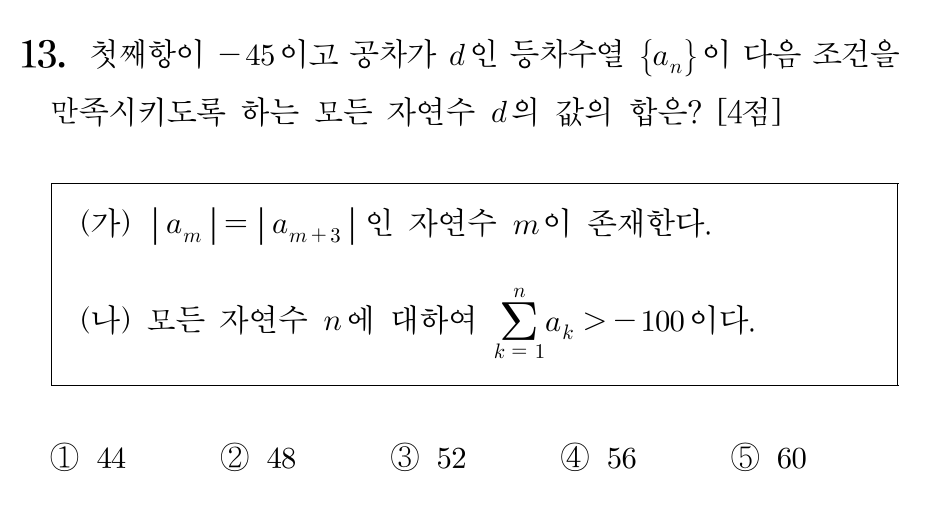 13. 첫째항이 −45이고 공차가 d인 등차수열 {aₙ}이 다음 조건을
만족시키도록 하는 모든 자연수 d의 값의 합은? [4점]
(가) |aₘ| = |aₘ₊₃| 인 자연수 m이 존재한다.
(나) 모든 자연수 n에 대하여 ∑_{k=1}^{n} aₖ > −100이다.
① 44 ② 48 ③ 52 ④ 56 ⑤ 60